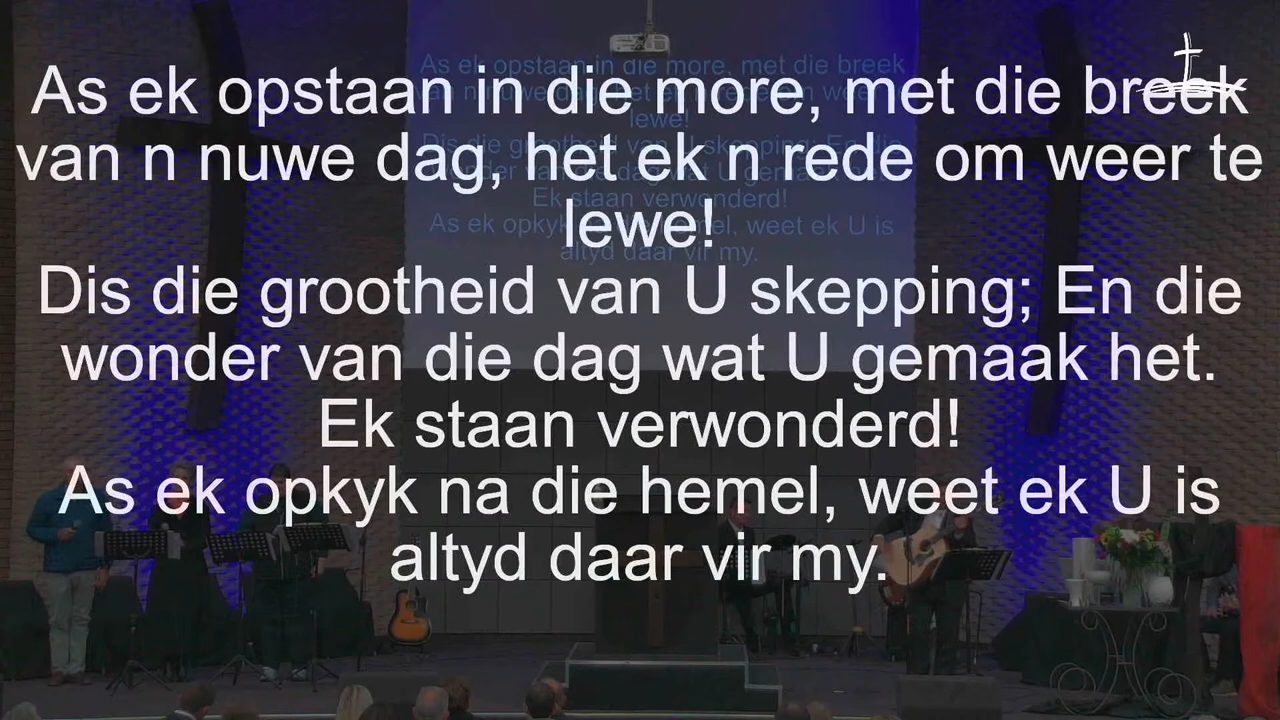 As ek opstaan in die more, met die breek
van n nuwe dag, het ek n rede om weer te
lewe!
Dis die grootheid van U skepping; En die
wonder van die dag wat U gemaak het.
Ek staan verwonderd!
As ek opkyk na die hemel, weet ek U is
altyd daar vir my.